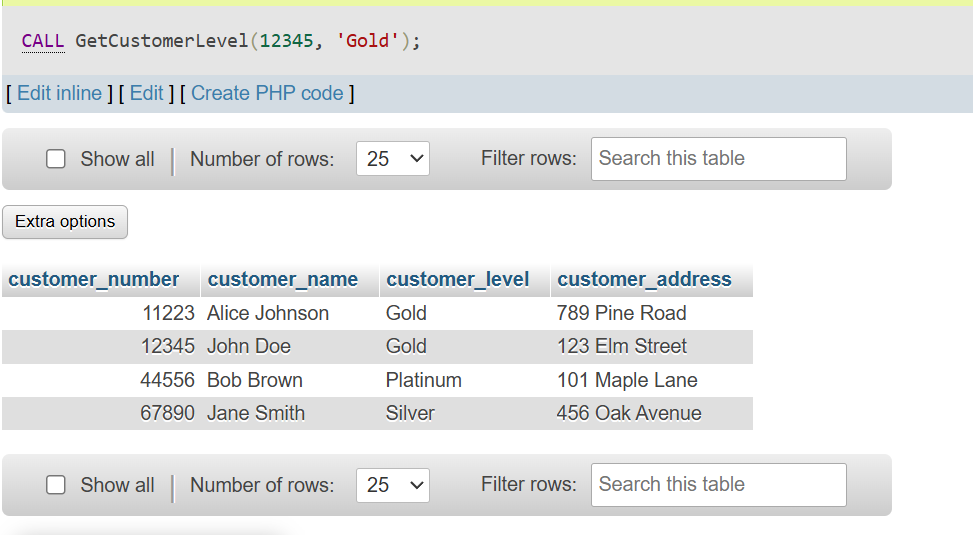 CALL GetCustomerLevel(12345, 'Gold');
[ Edit inline ] [ Edit ] [ Create PHP code ]
Show all | Number of rows: 25 Filter rows: Search this table
Extra options
customer_number customer_name customer_level customer_address
11223 Alice Johnson Gold 789 Pine Road
12345 John Doe Gold 123 Elm Street
44556 Bob Brown Platinum 101 Maple Lane
67890 Jane Smith Silver 456 Oak Avenue
Show all | Number of rows: 25 Filter rows: Search this table